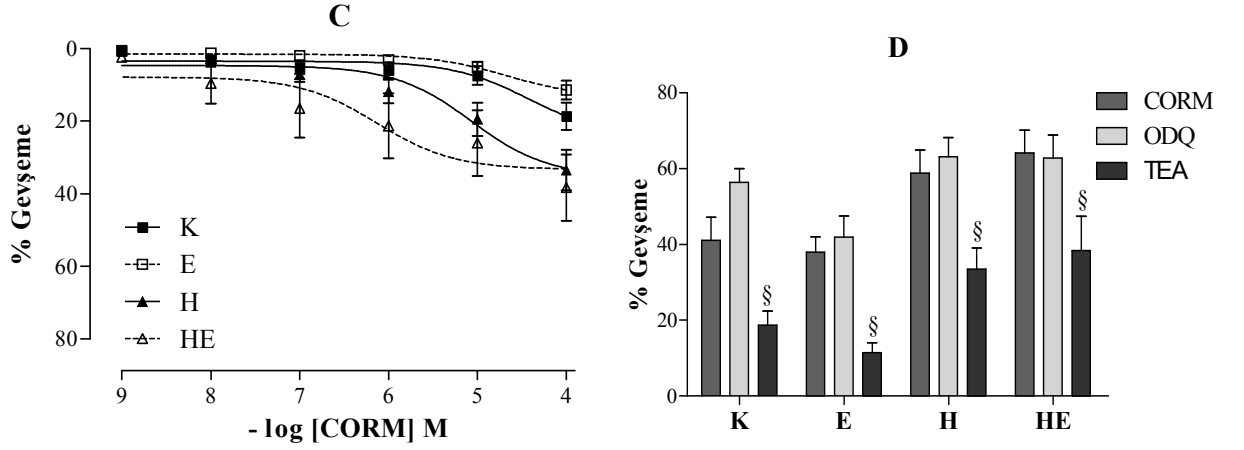 C
% Gevşeme
0
20
40
60
80
K
E
H
HE
9 8 7 6 5 4
- log [CORM] M
D
% Gevşeme
80
60
40
20
0
§ § § §
K E H HE
CORM
ODQ
TEA